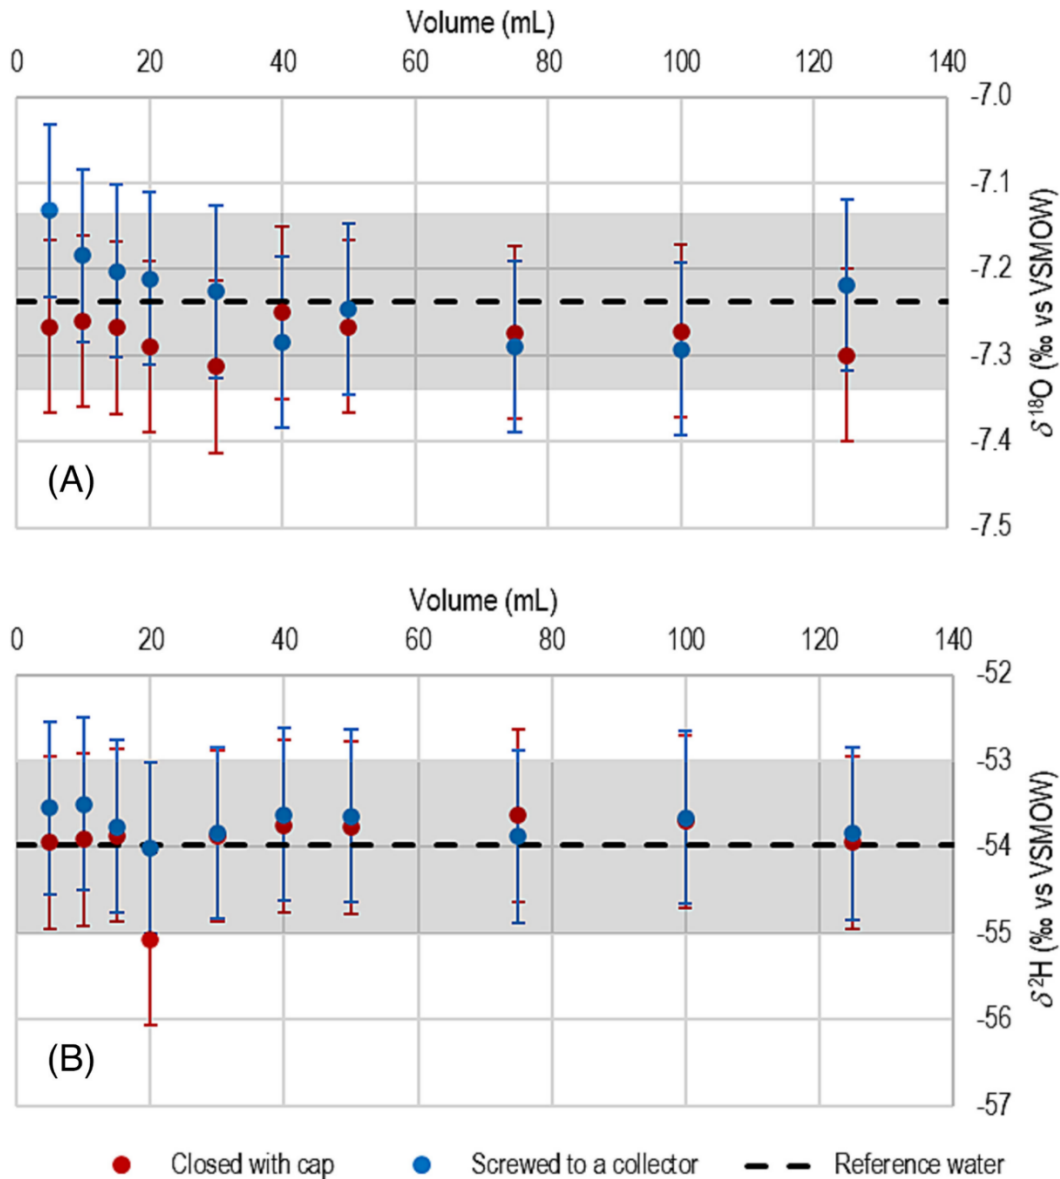 Volume (mL)
0 20 40 60 80 100 120 140
-7.0
-7.1
-7.2
-7.3
-7.4
-7.5
δ¹⁸O (‰ vs VSMOW)
(A)
Volume (mL)
0 20 40 60 80 100 120 140
-52
-53
-54
-55
-56
-57
δ²H (‰ vs VSMOW)
(B)
Closed with cap Screwed to a collector Reference water